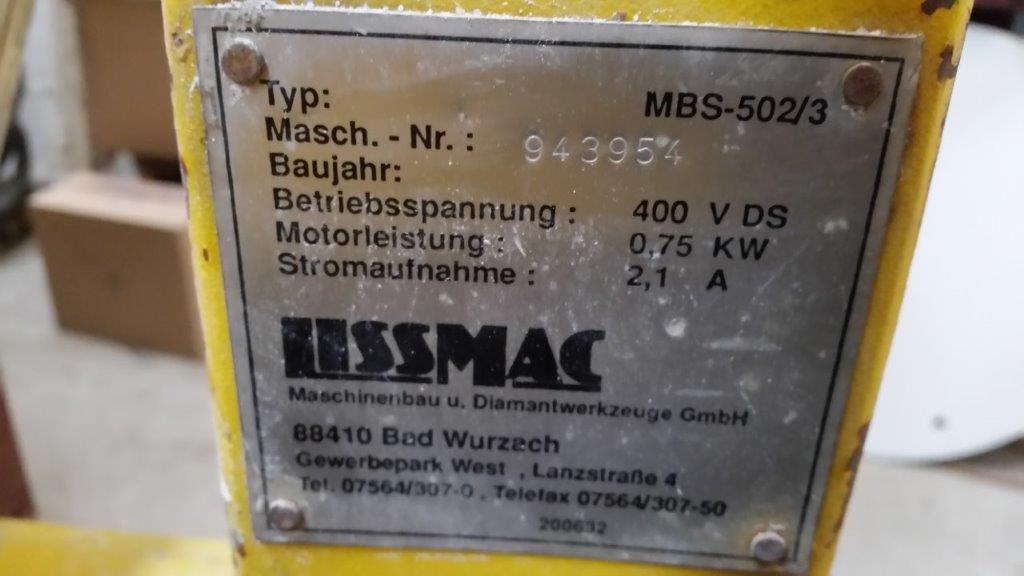 Typ: MBS-502/3
Masch. - Nr. : 943954
Baujahr:
Betriebsspannung : 400 V DS
Motorleistung : 0,75 KW
Stromaufnahme : 2,1 A
LISSMAC
Maschinenbau u. Diamantwerkzeuge GmbH
88410 Bad Wurzach
Gewerbepark West , Lanzstraße 4
Tel. 07564/307-0 , Telefax 07564/307-50
200632